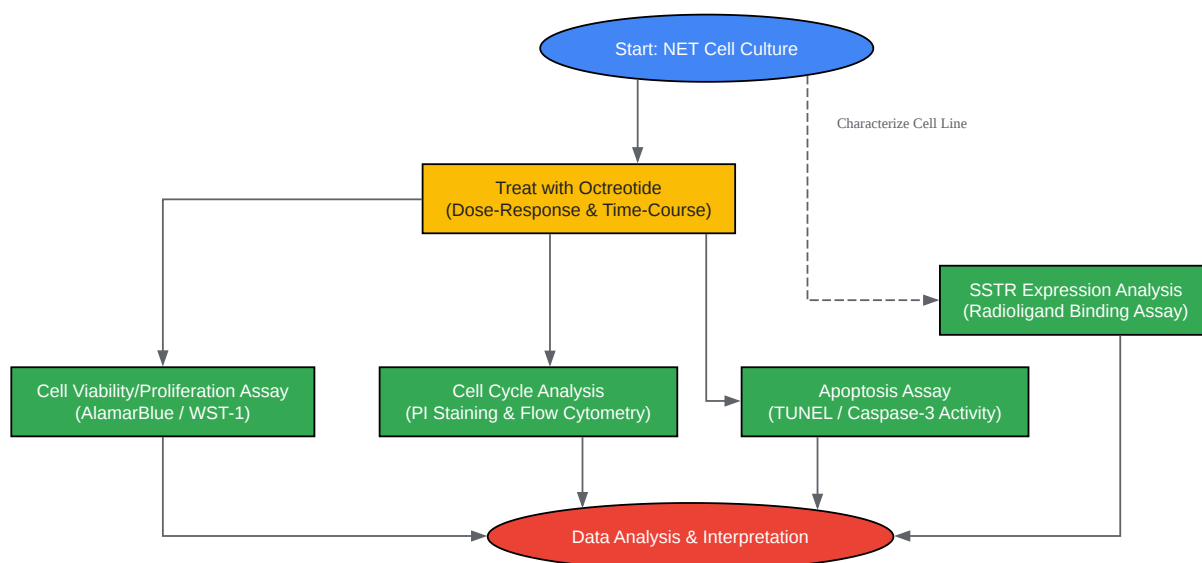 Start: NET Cell Culture
Characterize Cell Line
Treat with Octreotide
(Dose-Response & Time-Course)
SSTR Expression Analysis
(Radioligand Binding Assay)
Cell Viability/Proliferation Assay
(AlamarBlue / WST-1)
Cell Cycle Analysis
(PI Staining & Flow Cytometry)
Apoptosis Assay
(TUNEL / Caspase-3 Activity)
Data Analysis & Interpretation